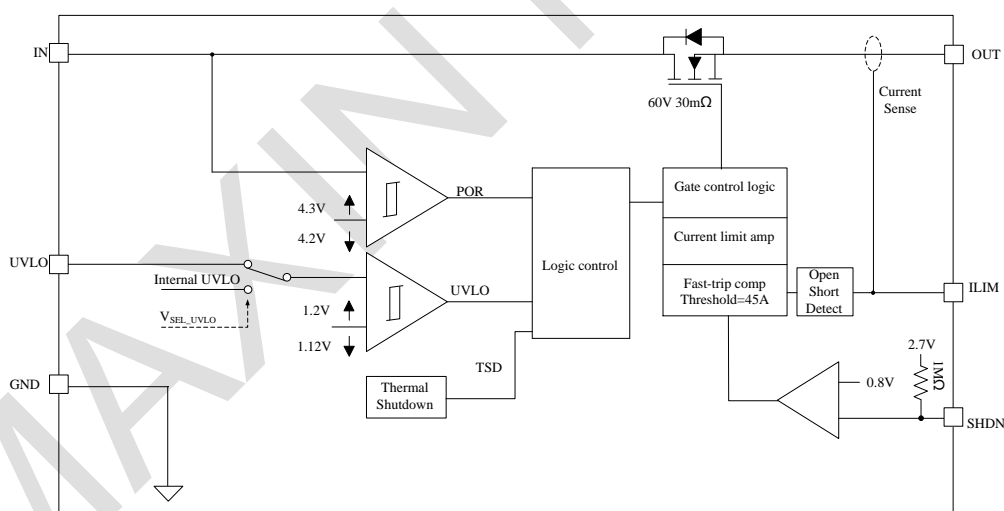 MAXIN
IN
OUT
60V 30mΩ
Current
Sense
POR
4.3V
4.2V
Gate control logic
Current limit amp
Fast-trip comp
Threshold=45A
Logic control
UVLO
Internal UVLO
VSEL_UVLO
1.2V
1.12V
UVLO
Open
Short
Detect
ILIM
2.7V
1MΩ
0.8V
SHDN
GND
TSD
Thermal
Shutdown